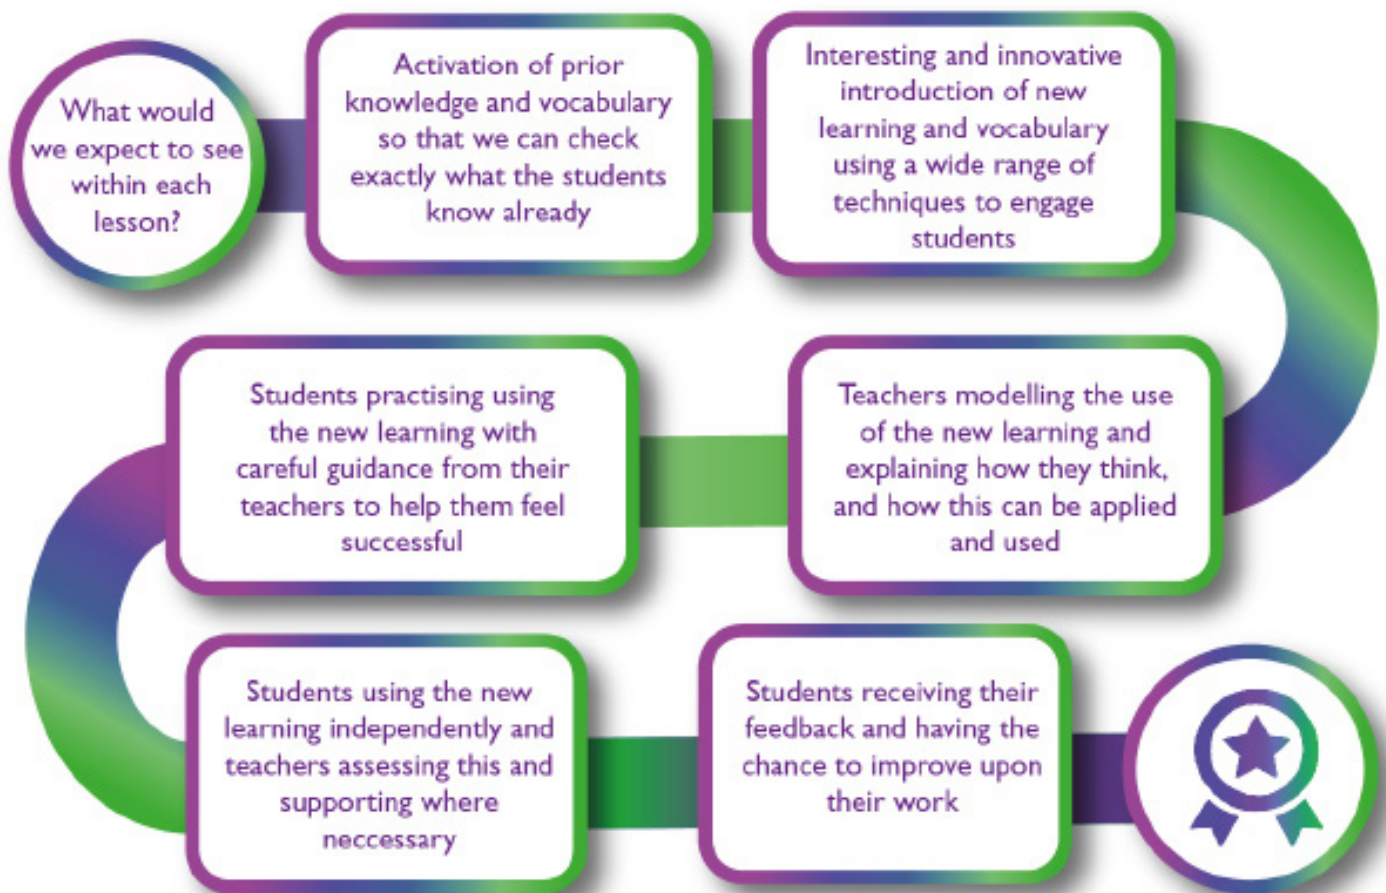 What would
we expect to see
within each
lesson?
Activation of prior
knowledge and vocabulary
so that we can check
exactly what the students
know already
Interesting and innovative
introduction of new
learning and vocabulary
using a wide range of
techniques to engage
students
Teachers modelling the use
of the new learning and
explaining how they think,
and how this can be applied
and used
Students practising using
the new learning with
careful guidance from their
teachers to help them feel
successful
Students using the new
learning independently and
teachers assessing this and
supporting where
neccessary
Students receiving their
feedback and having the
chance to improve upon
their work